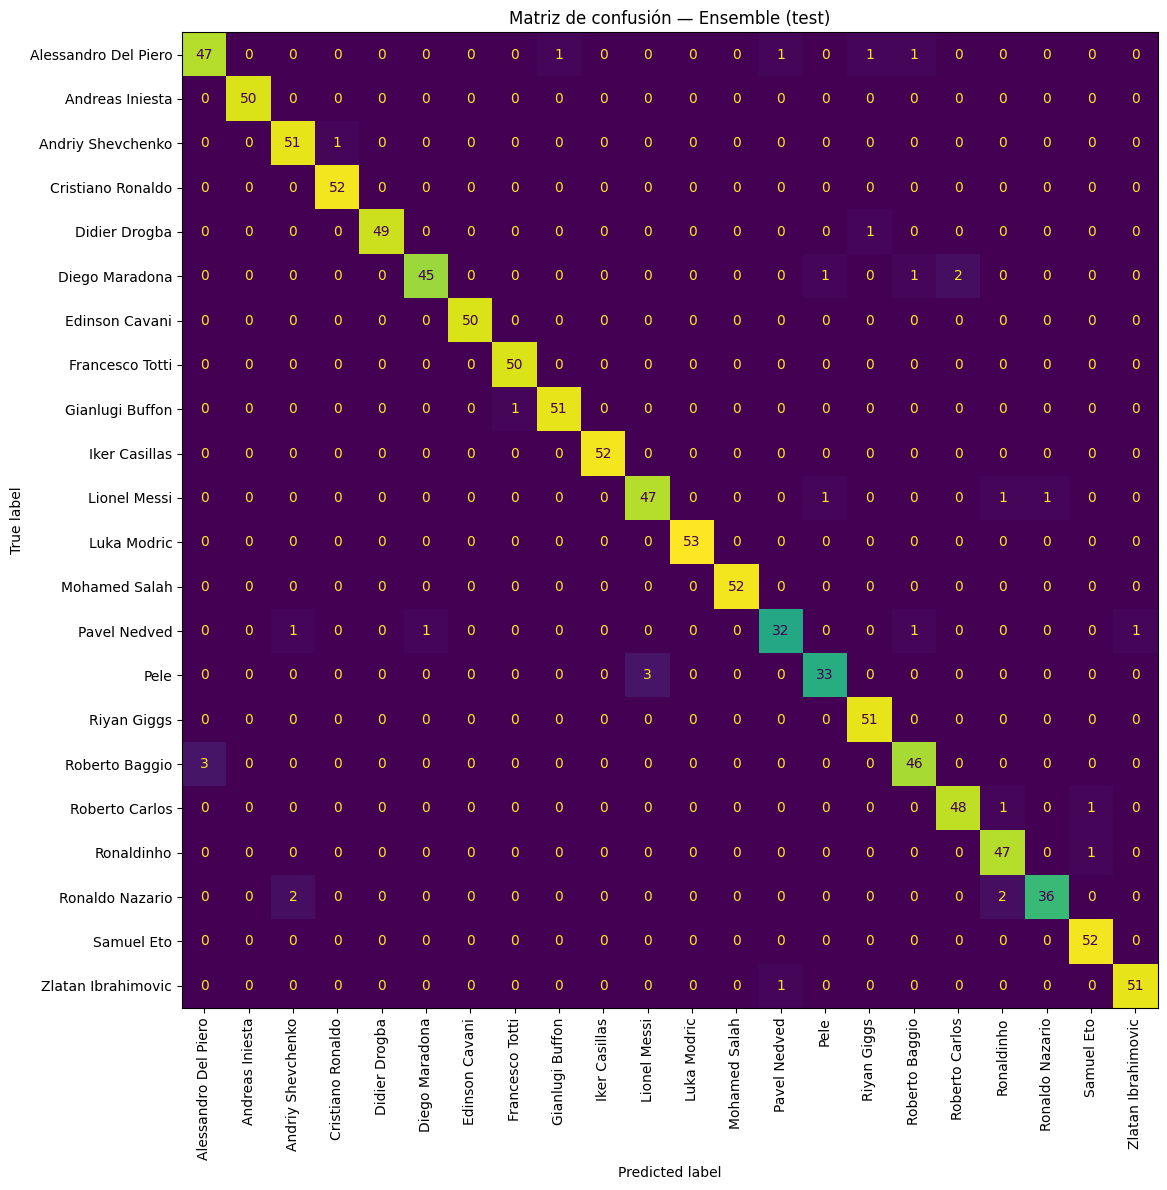 Matriz de confusión — Ensemble (test)
True label
Alessandro Del Piero 47 0 0 0 0 0 0 0 1 0 0 0 0 1 0 1 1 0 0 0 0 0
Andreas Iniesta 0 50 0 0 0 0 0 0 0 0 0 0 0 0 0 0 0 0 0 0 0 0
Andriy Shevchenko 0 0 51 1 0 0 0 0 0 0 0 0 0 0 0 0 0 0 0 0 0 0
Cristiano Ronaldo 0 0 0 52 0 0 0 0 0 0 0 0 0 0 0 0 0 0 0 0 0 0
Didier Drogba 0 0 0 0 49 0 0 0 0 0 0 0 0 0 0 1 0 0 0 0 0 0
Diego Maradona 0 0 0 0 0 45 0 0 0 0 0 0 0 0 1 0 1 2 0 0 0 0
Edinson Cavani 0 0 0 0 0 0 50 0 0 0 0 0 0 0 0 0 0 0 0 0 0 0
Francesco Totti 0 0 0 0 0 0 0 50 0 0 0 0 0 0 0 0 0 0 0 0 0 0
Gianlugi Buffon 0 0 0 0 0 0 0 1 51 0 0 0 0 0 0 0 0 0 0 0 0 0
Iker Casillas 0 0 0 0 0 0 0 0 0 52 0 0 0 0 0 0 0 0 0 0 0 0
Lionel Messi 0 0 0 0 0 0 0 0 0 0 47 0 0 0 1 0 0 0 1 1 0 0
Luka Modric 0 0 0 0 0 0 0 0 0 0 0 53 0 0 0 0 0 0 0 0 0 0
Mohamed Salah 0 0 0 0 0 0 0 0 0 0 0 0 52 0 0 0 0 0 0 0 0 0
Pavel Nedved 0 0 1 0 0 1 0 0 0 0 0 0 0 32 0 0 1 0 0 0 0 1
Pele 0 0 0 0 0 0 0 0 0 0 3 0 0 0 33 0 0 0 0 0 0 0
Riyan Giggs 0 0 0 0 0 0 0 0 0 0 0 0 0 0 0 51 0 0 0 0 0 0
Roberto Baggio 3 0 0 0 0 0 0 0 0 0 0 0 0 0 0 0 46 0 0 0 0 0
Roberto Carlos 0 0 0 0 0 0 0 0 0 0 0 0 0 0 0 0 0 48 1 0 1 0
Ronaldinho 0 0 0 0 0 0 0 0 0 0 0 0 0 0 0 0 0 0 47 0 1 0
Ronaldo Nazario 0 0 2 0 0 0 0 0 0 0 0 0 0 0 0 0 0 0 2 36 0 0
Samuel Eto 0 0 0 0 0 0 0 0 0 0 0 0 0 0 0 0 0 0 0 0 52 0
Zlatan Ibrahimovic 0 0 0 0 0 0 0 0 0 0 0 0 0 1 0 0 0 0 0 0 0 51
Alessandro Del Piero
Andreas Iniesta
Andriy Shevchenko
Cristiano Ronaldo
Didier Drogba
Diego Maradona
Edinson Cavani
Francesco Totti
Gianlugi Buffon
Iker Casillas
Lionel Messi
Luka Modric
Mohamed Salah
Pavel Nedved
Pele
Riyan Giggs
Roberto Baggio
Roberto Carlos
Ronaldinho
Ronaldo Nazario
Samuel Eto
Zlatan Ibrahimovic
Predicted label